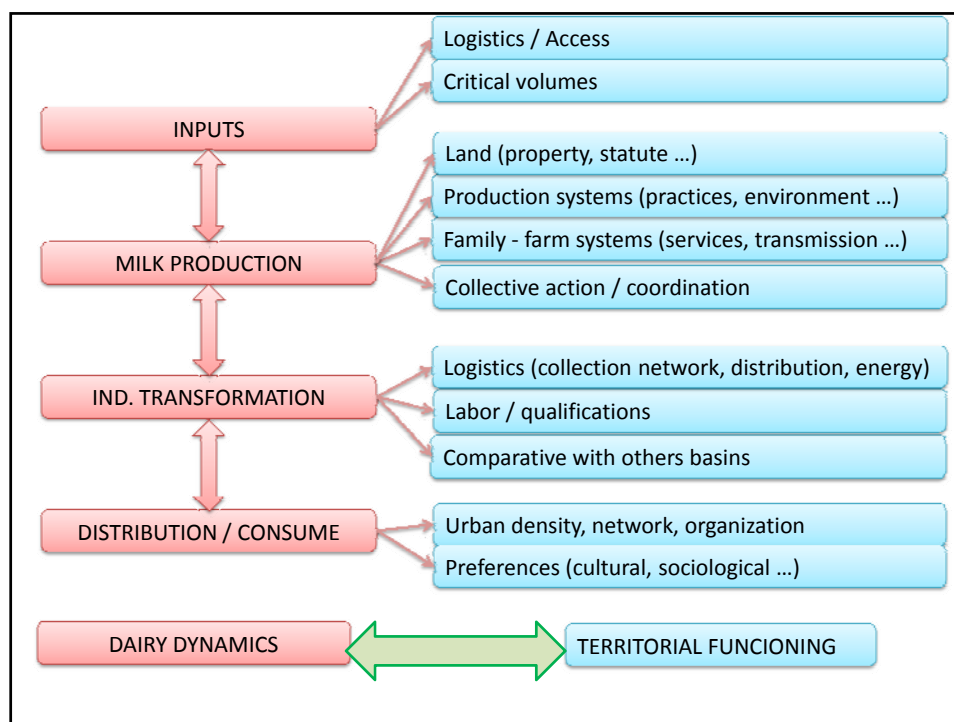 Logistics / Access
Critical volumes
INPUTS
Land (property, statute …)
Production systems (practices, environment …)
Family - farm systems (services, transmission …)
MILK PRODUCTION
Collective action / coordination
Logistics (collection network, distribution, energy)
IND. TRANSFORMATION
Labor / qualifications
Comparative with others basins
DISTRIBUTION / CONSUME
Urban density, network, organization
Preferences (cultural, sociological …)
DAIRY DYNAMICS
TERRITORIAL FUNCIONING